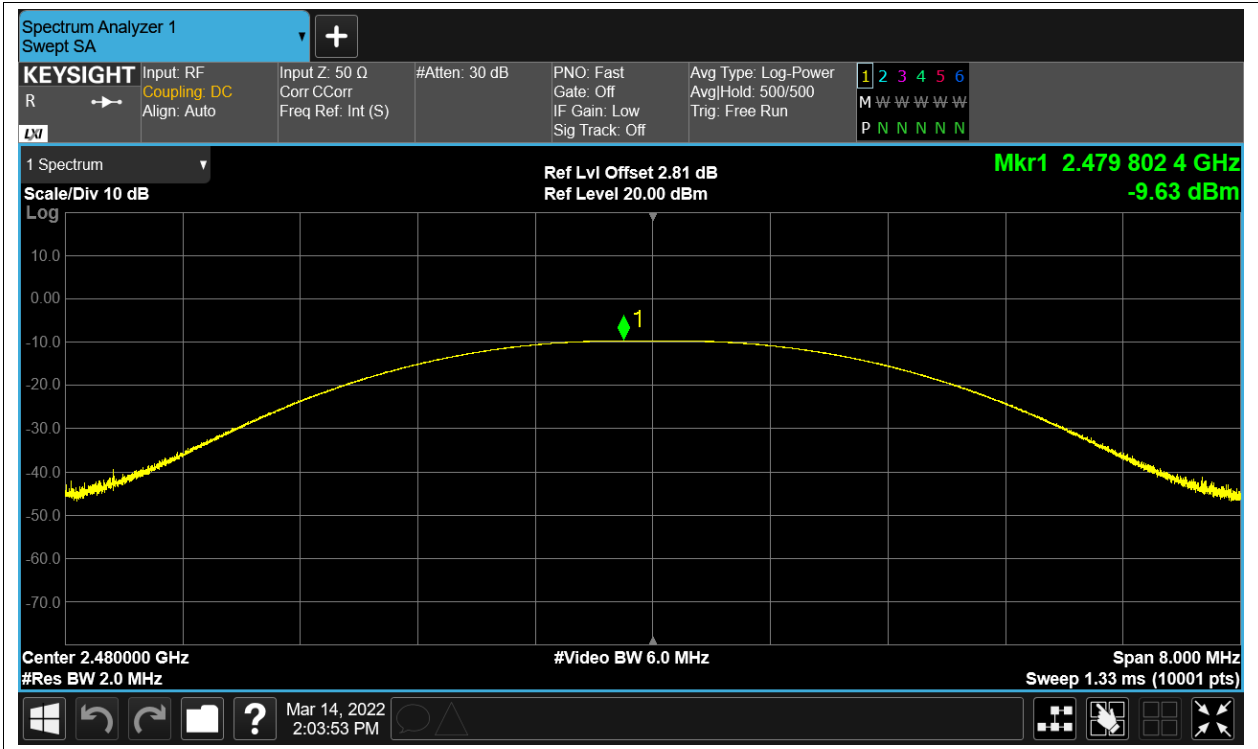 Spectrum Analyzer 1
Swept SA
▼
+
KEYSIGHT
R
LXI
Input: RF
Coupling: DC
Align: Auto
Input Z: 50 Ω
Corr CCorr
Freq Ref: Int (S)
#Atten: 30 dB
PNO: Fast
Gate: Off
IF Gain: Low
Sig Track: Off
Avg Type: Log-Power
Avg|Hold: 500/500
Trig: Free Run
1 2 3 4 5 6
M W W W W W
P N N N N N
1 Spectrum ▼
Scale/Div 10 dB
Ref Lvl Offset 2.81 dB
Ref Level 20.00 dBm
Mkr1 2.479 802 4 GHz
-9.63 dBm
Log
10.0
0.00
-10.0
-20.0
-30.0
-40.0
-50.0
-60.0
-70.0
1
Center 2.480000 GHz
#Res BW 2.0 MHz
#Video BW 6.0 MHz
Span 8.000 MHz
Sweep 1.33 ms (10001 pts)
?
Mar 14, 2022
2:03:53 PM